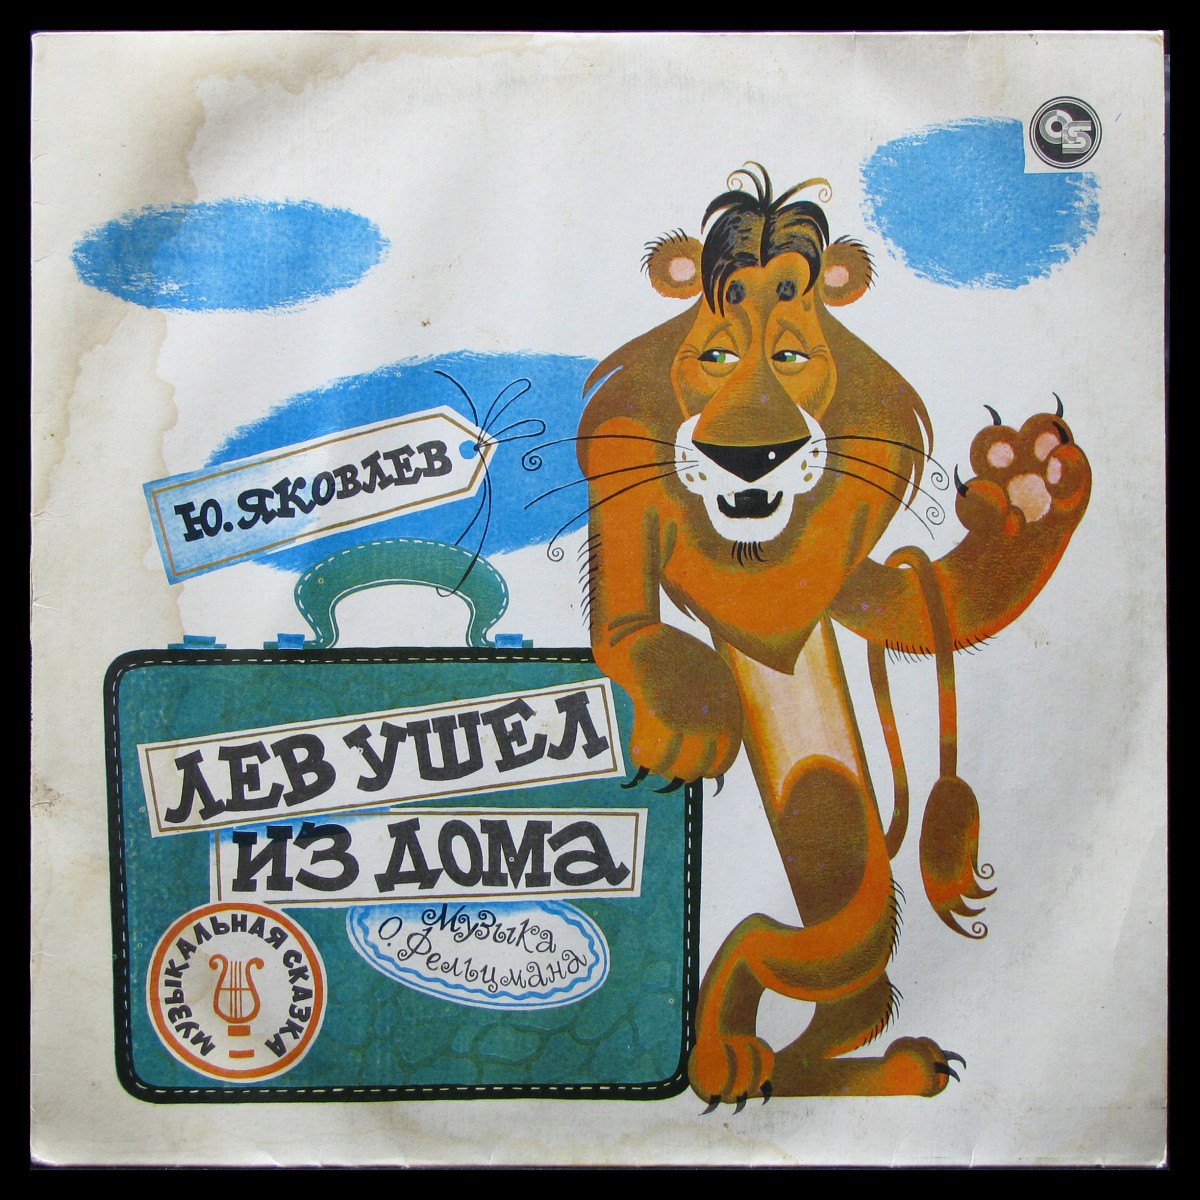 Ю. ЯКОВЛЕВ
ЛЕВ УШЕЛ
ИЗ ДОМА
Музыка
О. Фельцмана
МУЗЫКАЛЬНАЯ СКАЗКА